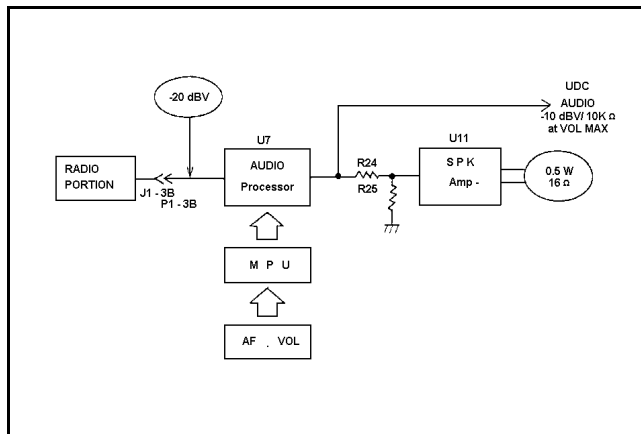 -20 dBV
UDC
AUDIO
-10 dBV/ 10K Ω
at VOL MAX
U7
U11
RADIO
PORTION
J1 - 3B
P1 - 3B
AUDIO
Processor
R24
R25
S P K
Amp -
0.5 W
16 Ω
M P U
AF . VOL